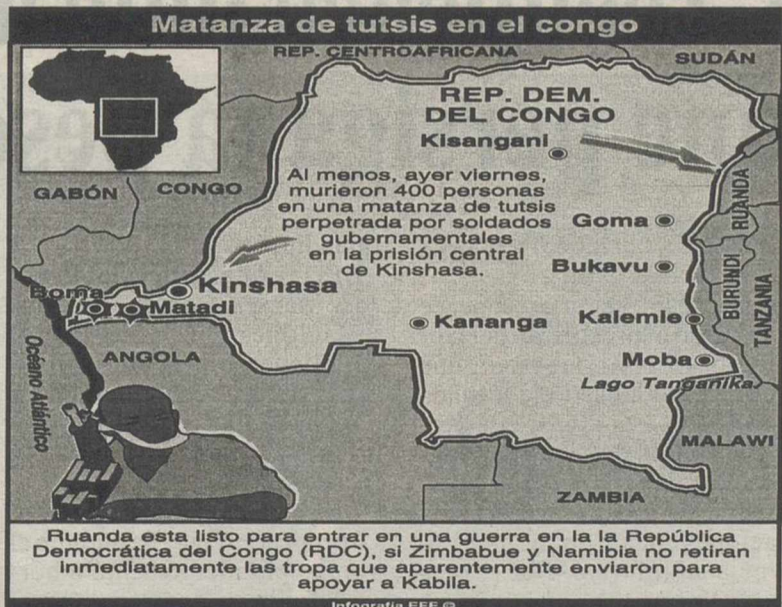 Matanza de tutsis en el congo
REP. CENTROAFRICANA
SUDÁN
REP. DEM.
DEL CONGO
Kisangani
GABÓN
CONGO
Al menos, ayer viernes,
murieron 400 personas
en una matanza de tutsis
perpetrada por soldados
gubernamentales
en la prisión central
de Kinshasa.
RUANDA
Goma
Bukavu
BURUNDI
TANZANIA
Kinshasa
Boma
Matadi
Kananga
Kalemie
ANGOLA
Moba
Lago Tanganika
Océano Atlántico
MALAWI
ZAMBIA
Ruanda esta listo para entrar en una guerra en la la República
Democrática del Congo (RDC), si Zimbabue y Namibia no retiran
inmediatamente las tropa que aparentemente enviaron para
apoyar a Kabila.
Infografía EFE